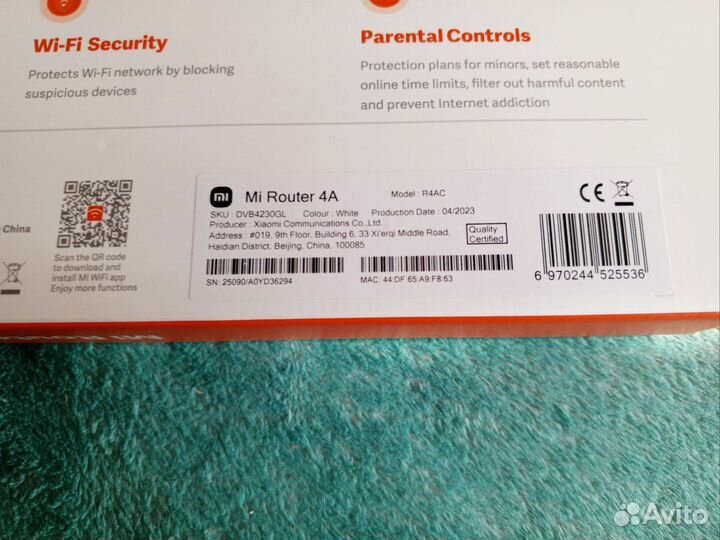 Wi-Fi Security
Protects Wi-Fi network by blocking
suspicious devices
Parental Controls
Protection plans for minors, set reasonable
online time limits, filter out harmful content
and prevent Internet addiction
China
Scan the QR code
to download and
install Mi WiFi app
Enjoy more functions
mi
Mi Router 4A
Model : R4AC
SKU : DVB4230GL Colour : White Production Date : 04/2023
Producer : Xiaomi Communications Co.,Ltd.
Address : #019, 9th Floor, Building 6, 33 Xi'erqi Middle Road,
Haidian District, Beijing, China, 100085
Quality
Certified
CE
SN: 25090/A0YD36294
MAC: 44:DF:65:A9:F8:63
6 970244 525536
Avito